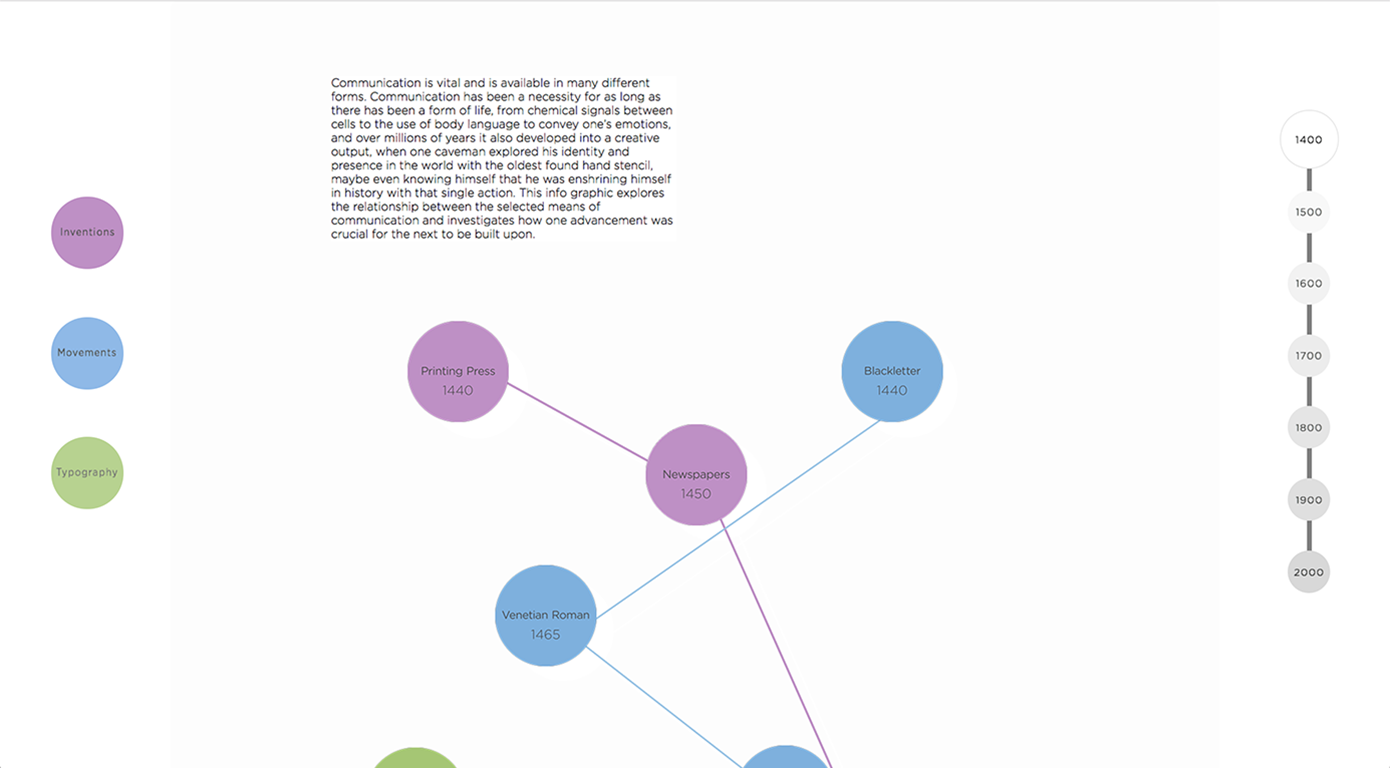 Communication is vital and is available in many different
forms. Communication has been a necessity for as long as
there has been a form of life, from chemical signals between
cells to the use of body language to convey one's emotions,
and over millions of years it also developed into a creative
output, when one caveman explored his identity and
presence in the world with the oldest found hand stencil,
maybe even knowing himself that he was enshrining himself
in history with that single action. This info graphic explores
the relationship between the selected means of
communication and investigates how one advancement was
crucial for the next to be built upon.
Inventions
Movements
Typography
Printing Press
1440
Blackletter
1440
Newspapers
1450
Venetian Roman
1465
1400
1500
1600
1700
1800
1900
2000